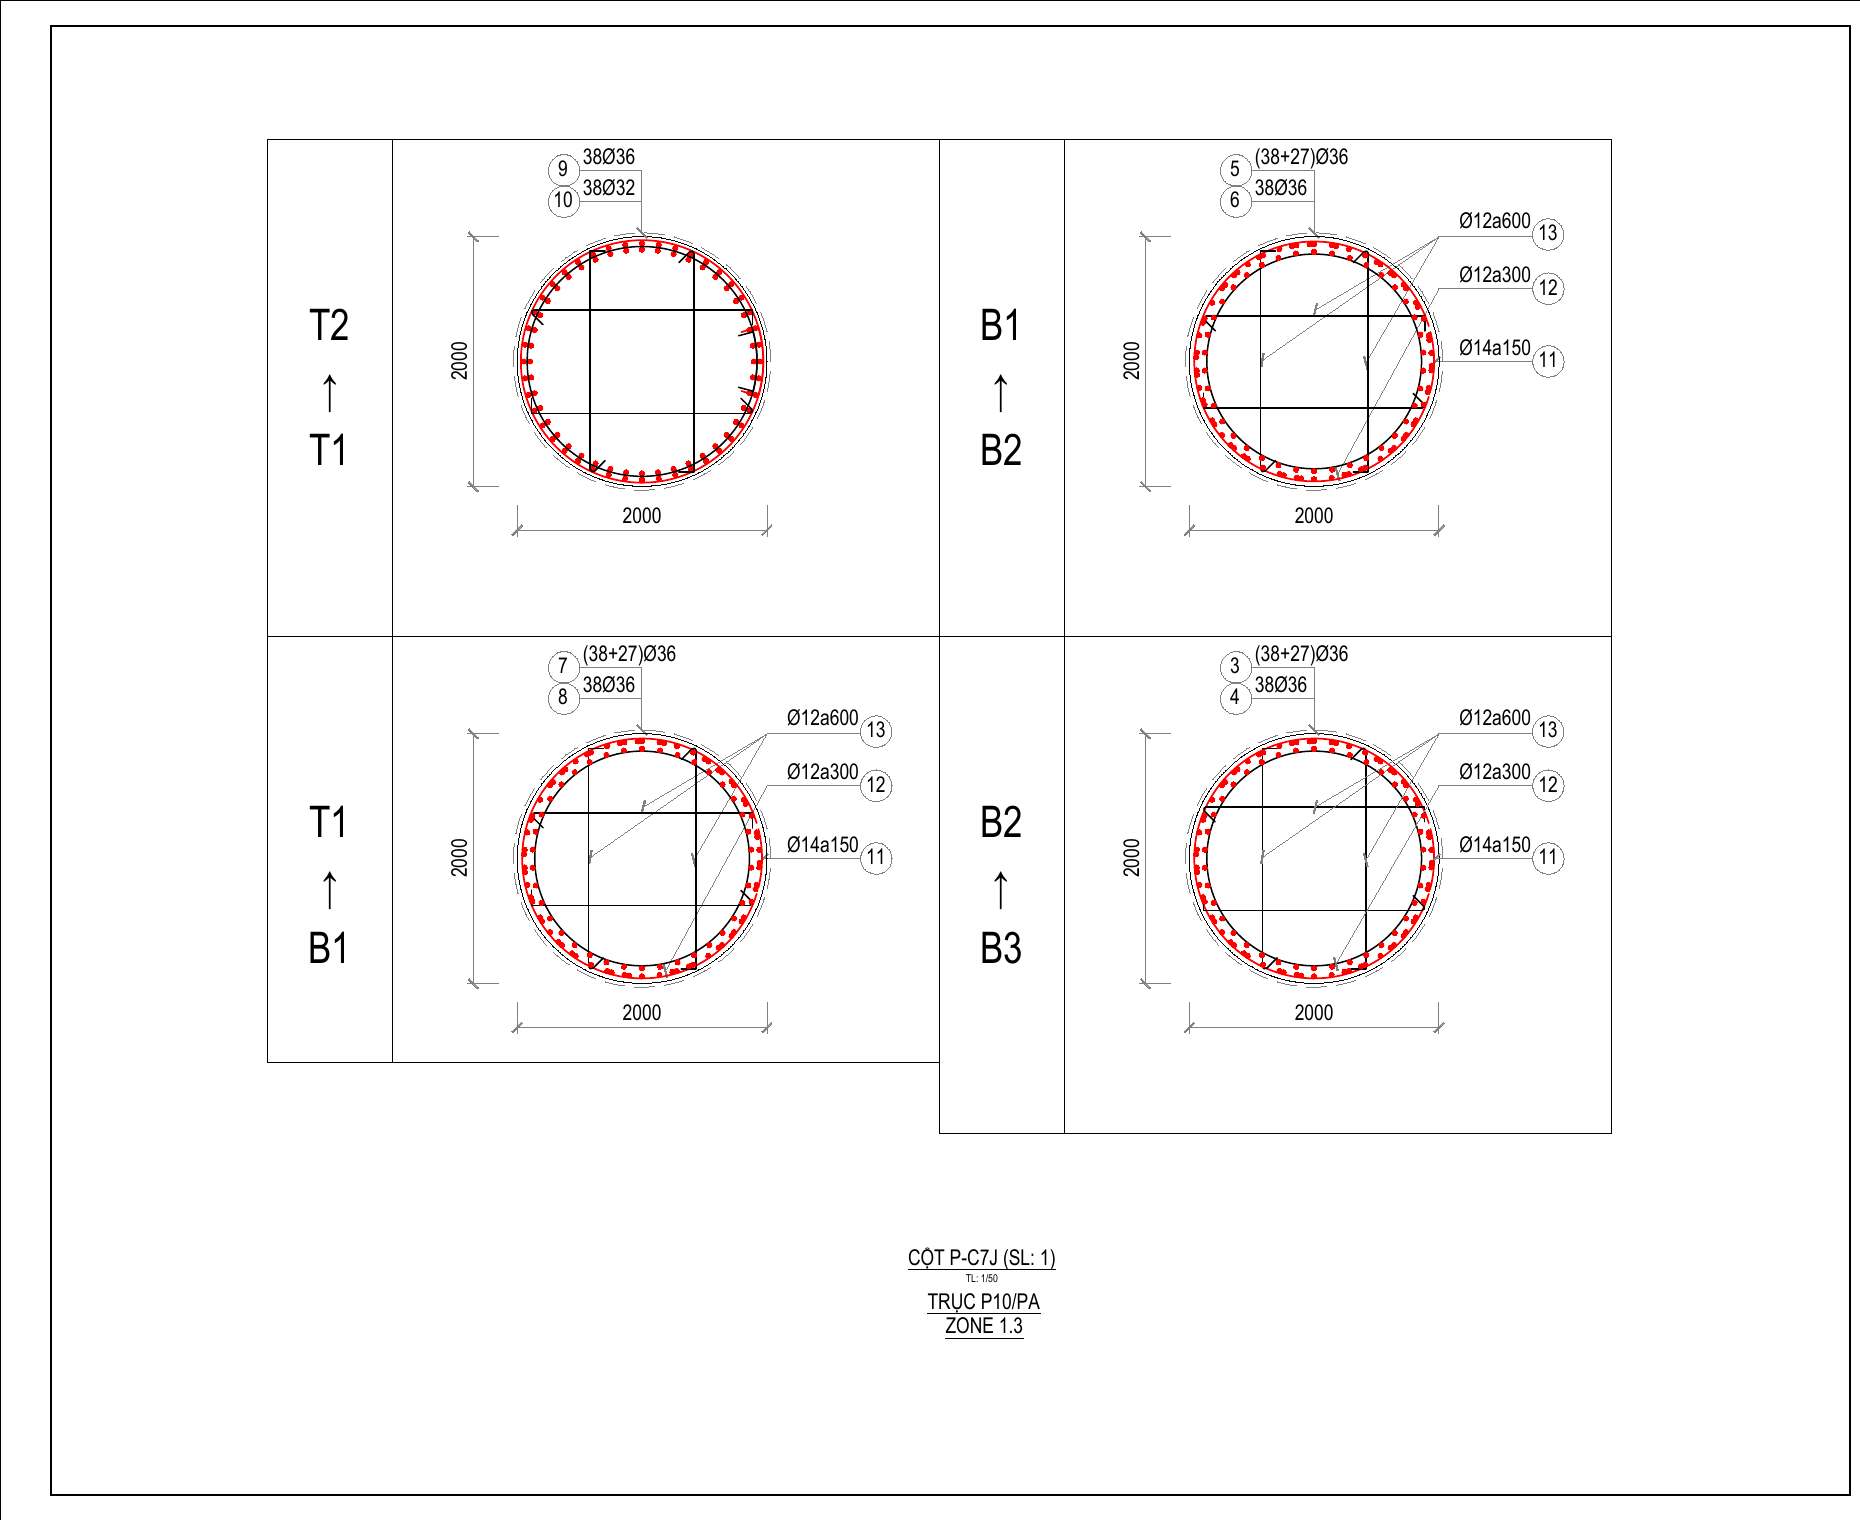 T2
↑
T1
9 38Ø36
10 38Ø32
2000
2000
B1
↑
B2
5 (38+27)Ø36
6 38Ø36
Ø12a600 13
Ø12a300 12
Ø14a150 11
2000
2000
T1
↑
B1
7 (38+27)Ø36
8 38Ø36
Ø12a600 13
Ø12a300 12
Ø14a150 11
2000
2000
B2
↑
B3
3 (38+27)Ø36
4 38Ø36
Ø12a600 13
Ø12a300 12
Ø14a150 11
2000
2000
CỘT P-C7J (SL: 1)
TL: 1/50
TRỤC P10/PA
ZONE 1.3